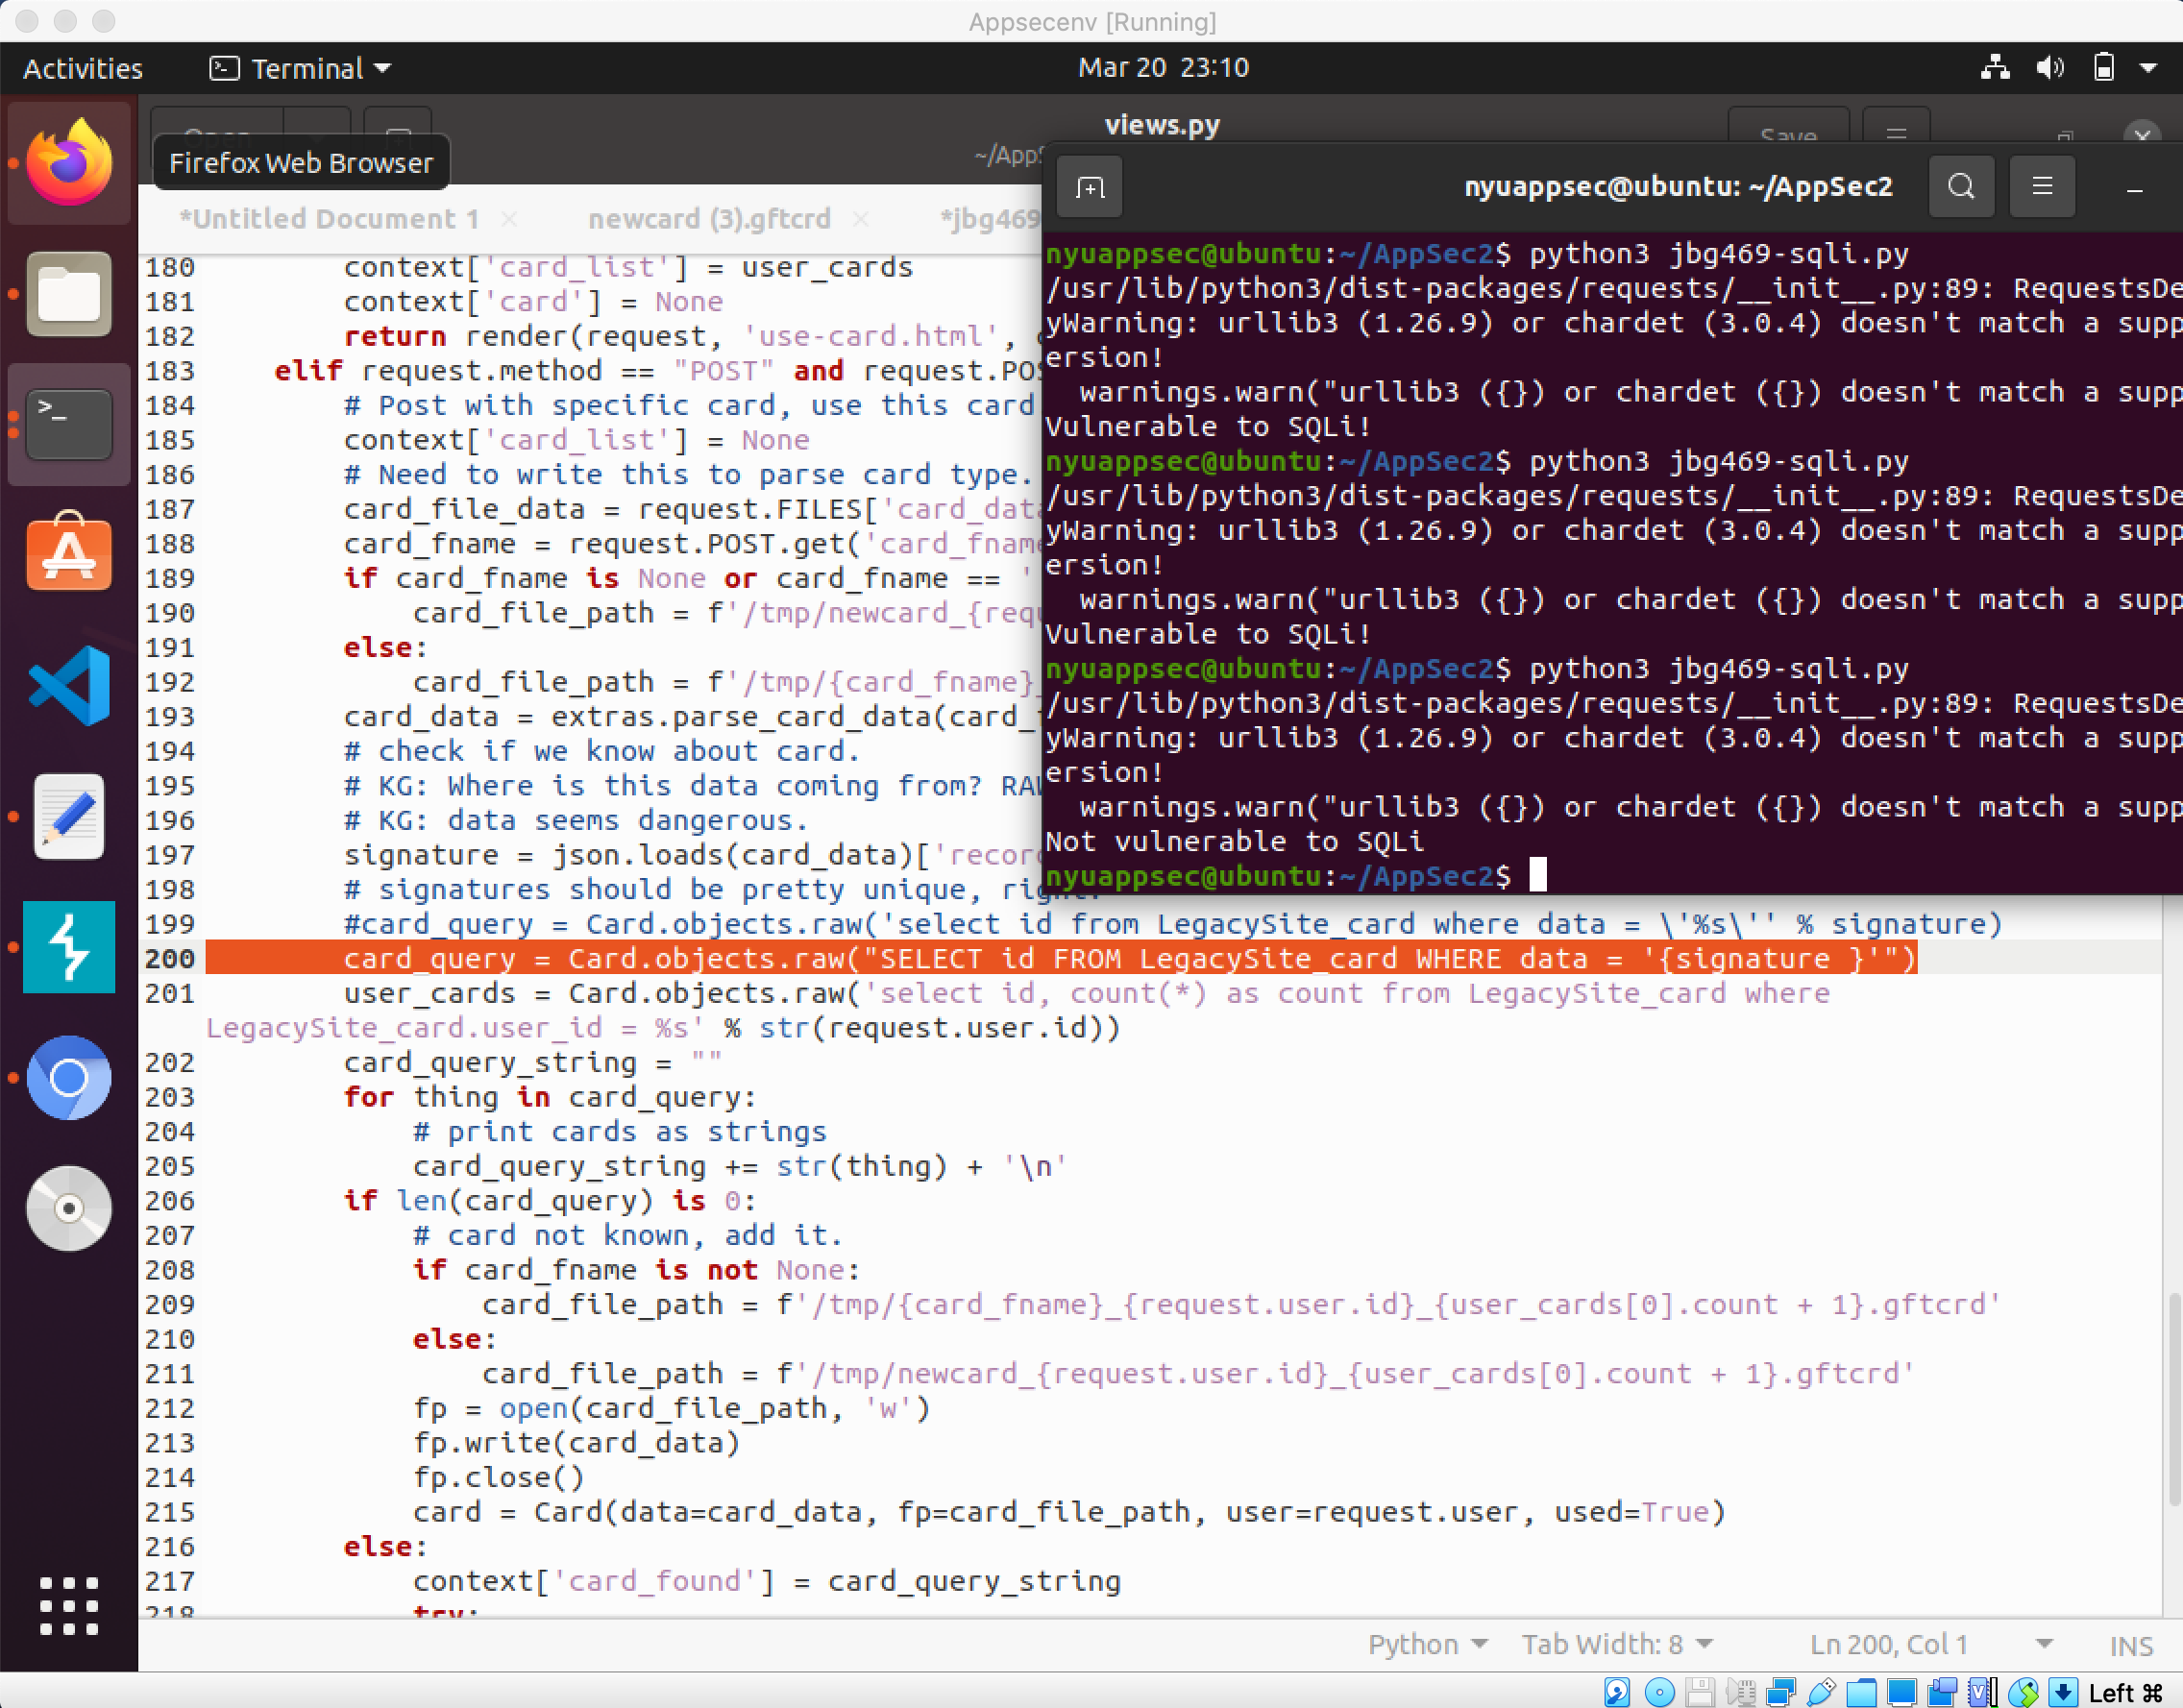 Appsecenv [Running]
Activities
Terminal
Mar 20 23:10
Open
views.py
Save
Firefox Web Browser
~/AppS
*Untitled Document 1
newcard (3).gftcrd
*jbg469
180 context['card_list'] = user_cards
181 context['card'] = None
182 return render(request, 'use-card.html',
183 elif request.method == "POST" and request.POS
184 # Post with specific card, use this card
185 context['card_list'] = None
186 # Need to write this to parse card type.
187 card_file_data = request.FILES['card_data
188 card_fname = request.POST.get('card_fname
189 if card_fname is None or card_fname == '
190 card_file_path = f'/tmp/newcard_{requ
191 else:
192 card_file_path = f'/tmp/{card_fname}_
193 card_data = extras.parse_card_data(card_
194 # check if we know about card.
195 # KG: Where is this data coming from? RAW
196 # KG: data seems dangerous.
197 signature = json.loads(card_data)['recor
198 # signatures should be pretty unique, right?
199 #card_query = Card.objects.raw('select id from LegacySite_card where data = \'%s\'' % signature)
200 card_query = Card.objects.raw("SELECT id FROM LegacySite_card WHERE data = '{signature }'")
201 user_cards = Card.objects.raw('select id, count(*) as count from LegacySite_card where
LegacySite_card.user_id = %s' % str(request.user.id))
202 card_query_string = ""
203 for thing in card_query:
204 # print cards as strings
205 card_query_string += str(thing) + '\n'
206 if len(card_query) is 0:
207 # card not known, add it.
208 if card_fname is not None:
209 card_file_path = f'/tmp/{card_fname}_{request.user.id}_{user_cards[0].count + 1}.gftcrd'
210 else:
211 card_file_path = f'/tmp/newcard_{request.user.id}_{user_cards[0].count + 1}.gftcrd'
212 fp = open(card_file_path, 'w')
213 fp.write(card_data)
214 fp.close()
215 card = Card(data=card_data, fp=card_file_path, user=request.user, used=True)
216 else:
217 context['card_found'] = card_query_string
218 try:
nyuappsec@ubuntu: ~/AppSec2
nyuappsec@ubuntu:~/AppSec2$ python3 jbg469-sqli.py
/usr/lib/python3/dist-packages/requests/__init__.py:89: RequestsDe
yWarning: urllib3 (1.26.9) or chardet (3.0.4) doesn't match a supp
ersion!
warnings.warn("urllib3 ({}) or chardet ({}) doesn't match a supp
Vulnerable to SQLi!
nyuappsec@ubuntu:~/AppSec2$ python3 jbg469-sqli.py
/usr/lib/python3/dist-packages/requests/__init__.py:89: RequestsDe
yWarning: urllib3 (1.26.9) or chardet (3.0.4) doesn't match a supp
ersion!
warnings.warn("urllib3 ({}) or chardet ({}) doesn't match a supp
Vulnerable to SQLi!
nyuappsec@ubuntu:~/AppSec2$ python3 jbg469-sqli.py
/usr/lib/python3/dist-packages/requests/__init__.py:89: RequestsDe
yWarning: urllib3 (1.26.9) or chardet (3.0.4) doesn't match a supp
ersion!
warnings.warn("urllib3 ({}) or chardet ({}) doesn't match a supp
Not vulnerable to SQLi
nyuappsec@ubuntu:~/AppSec2$
Python
Tab Width: 8
Ln 200, Col 1
INS
Left ⌘